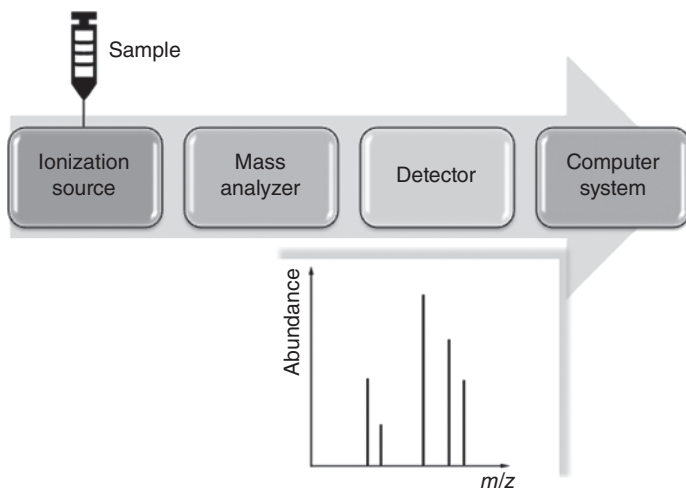 Sample
Ionization
source
Mass
analyzer
Detector
Computer
system
Abundance
m/z